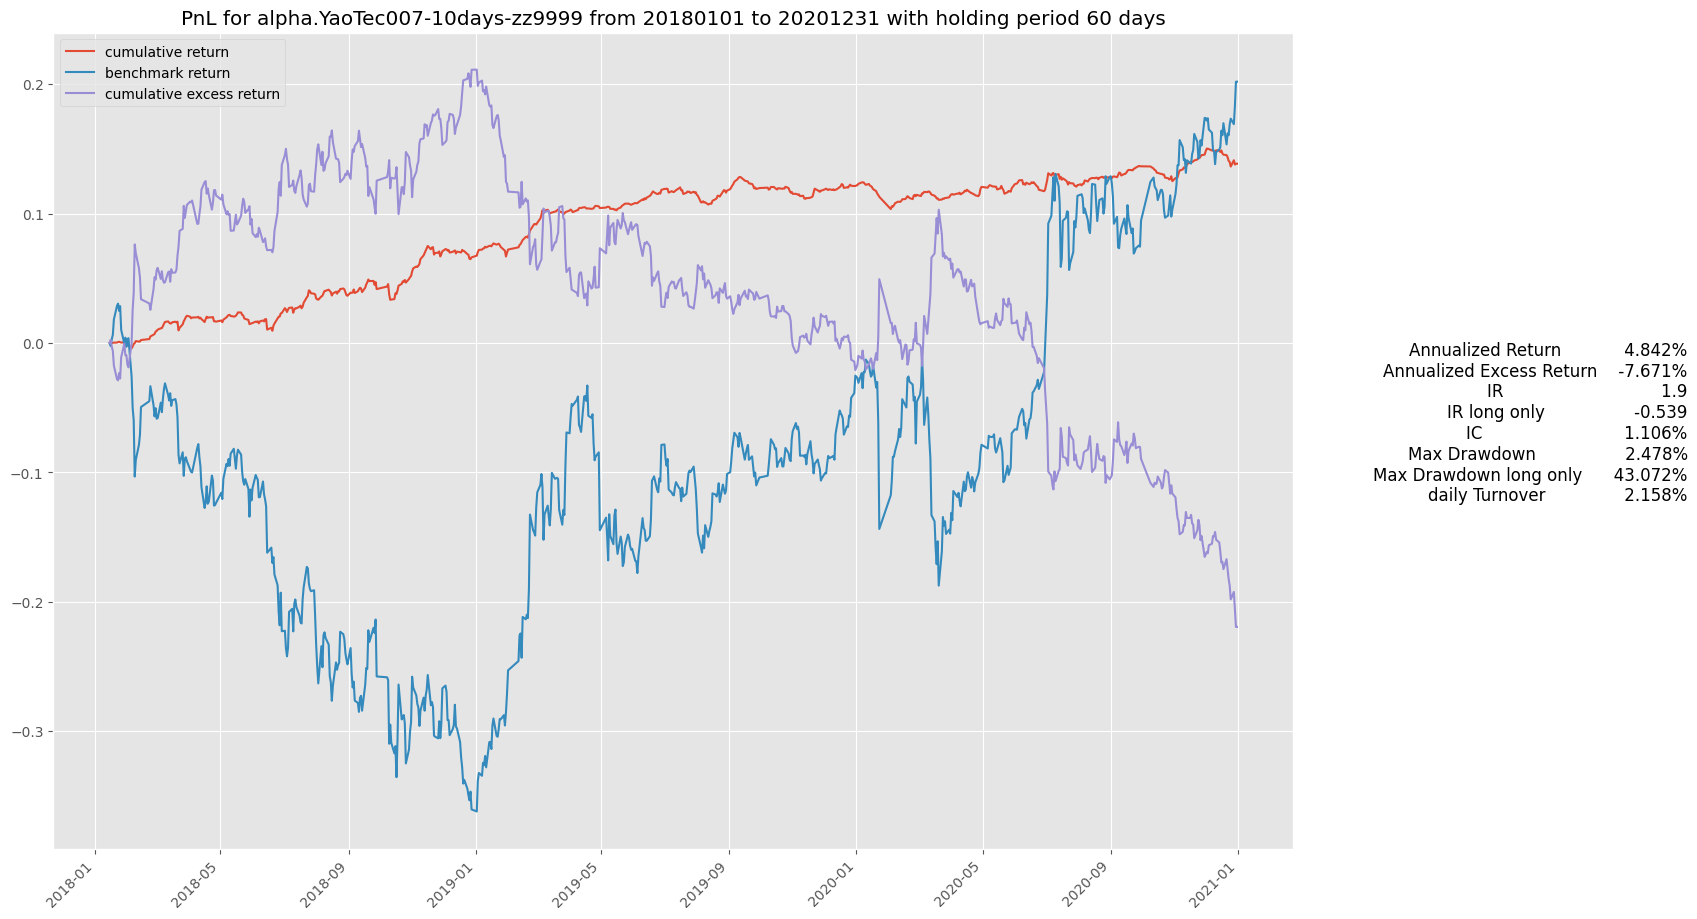 PnL for alpha.YaoTec007-10days-zz9999 from 20180101 to 20201231 with holding period 60 days
cumulative return
benchmark return
cumulative excess return
0.2
0.1
0.0
−0.1
−0.2
−0.3
2018-01
2018-05
2018-09
2019-01
2019-05
2019-09
2020-01
2020-05
2020-09
2021-01
Annualized Return 4.842%
Annualized Excess Return -7.671%
IR 1.9
IR long only -0.539
IC 1.106%
Max Drawdown 2.478%
Max Drawdown long only 43.072%
daily Turnover 2.158%